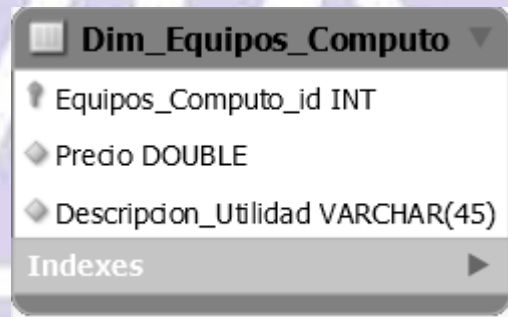 Dim_Equipos_Computo
Equipos_Computo_id INT
Precio DOUBLE
Descripcion_Utilidad VARCHAR(45)
Indexes